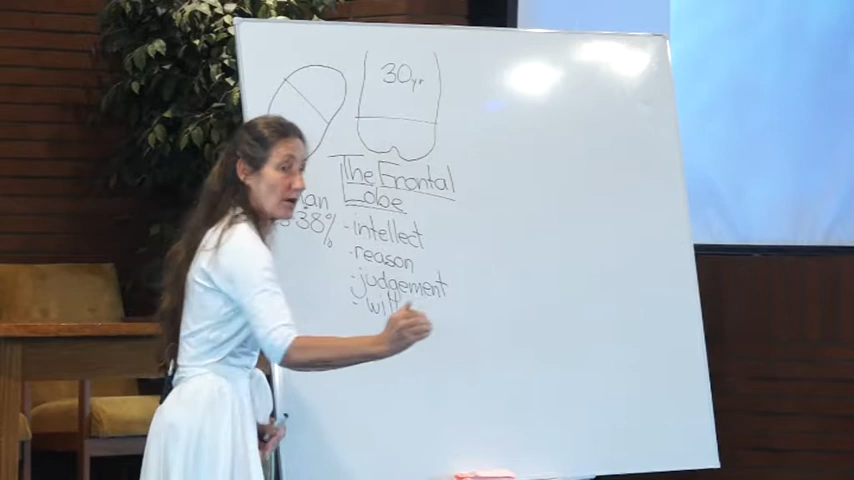 30yr
The Frontal
Lobe
38%
- intellect
- reason
- judgement